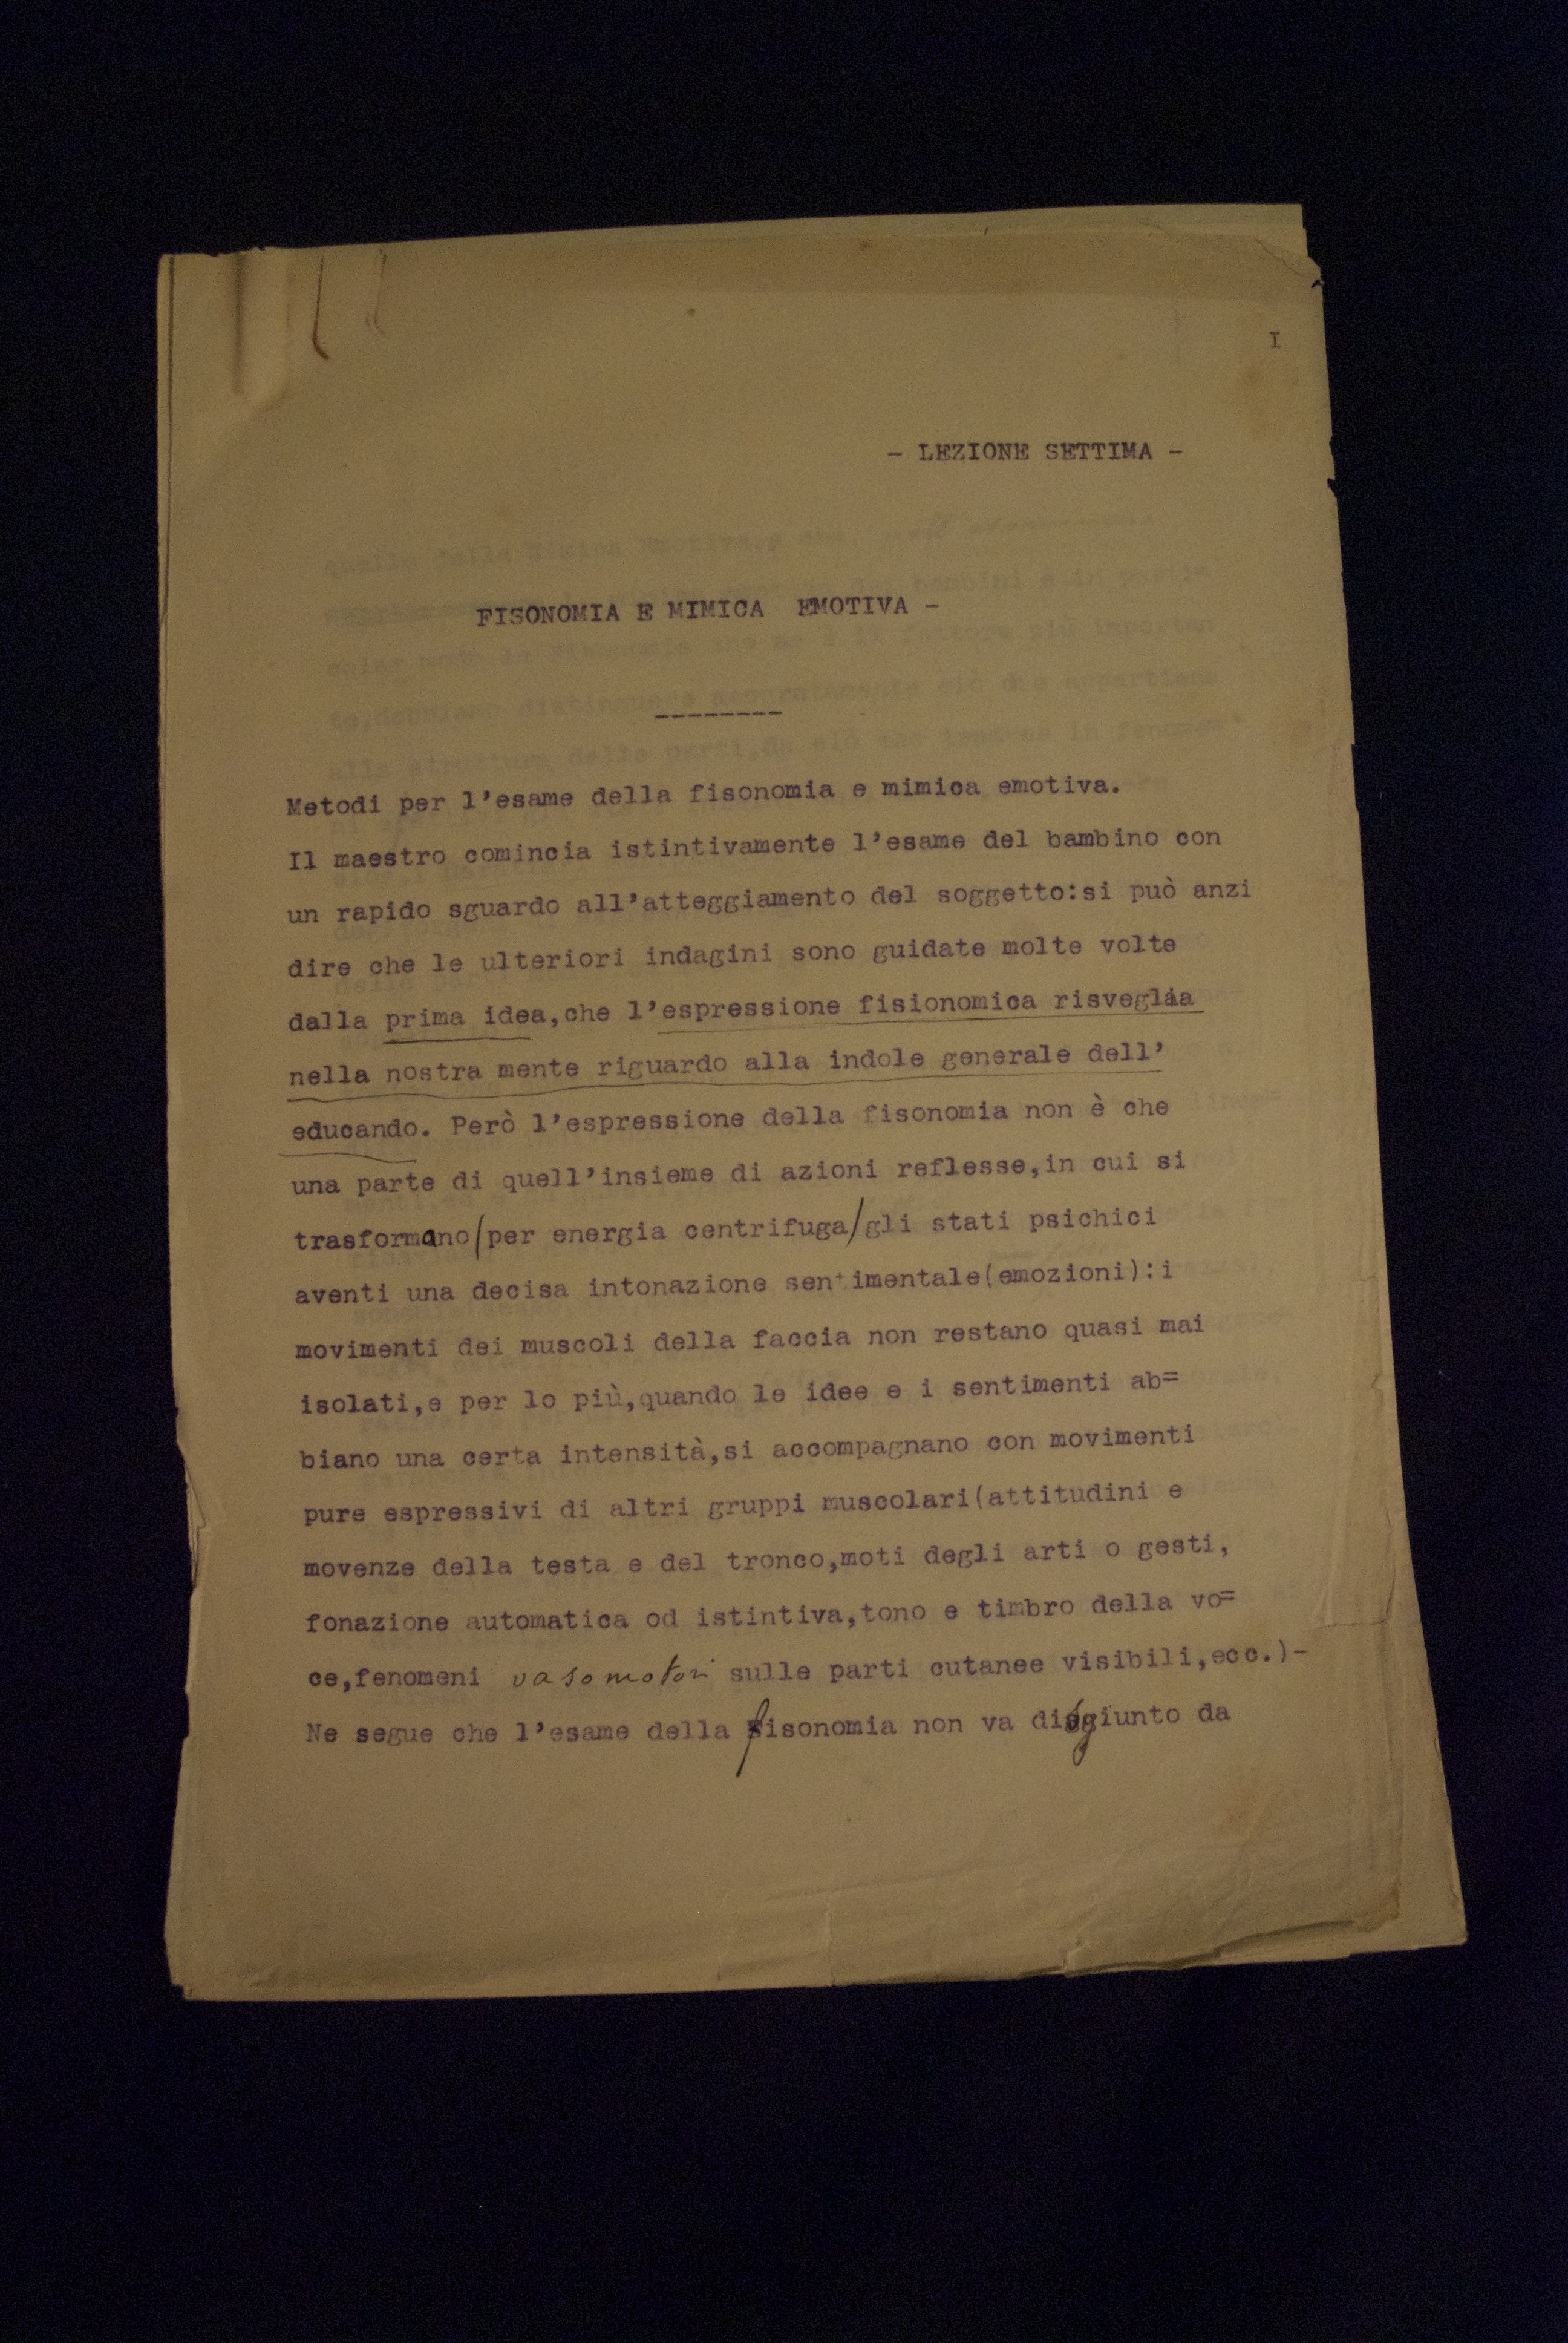 I
- LEZIONE SETTIMA -
FISONOMIA E MIMICA EMOTIVA -
--------
Metodi per l'esame della fisonomia e mimica emotiva.
Il maestro comincia istintivamente l'esame del bambino con
un rapido sguardo all'atteggiamento del soggetto:si può anzi
dire che le ulteriori indagini sono guidate molte volte
dalla prima idea,che l'espressione fisionomica risveglia
nella nostra mente riguardo alla indole generale dell'
educando. Però l'espressione della fisonomia non è che
una parte di quell'insieme di azioni reflesse,in cui si
trasformano/per energia centrifuga/gli stati psichici
aventi una decisa intonazione sentimentale(emozioni):i
movimenti dei muscoli della faccia non restano quasi mai
isolati,e per lo più,quando le idee e i sentimenti ab=
biano una certa intensità,si accompagnano con movimenti
pure espressivi di altri gruppi muscolari(attitudini e
movenze della testa e del tronco,moti degli arti o gesti,
fonazione automatica od istintiva,tono e timbro della vo=
ce,fenomeni vasomotori sulle parti cutanee visibili,ecc.)-
Ne segue che l'esame della fisonomia non va disgiunto da